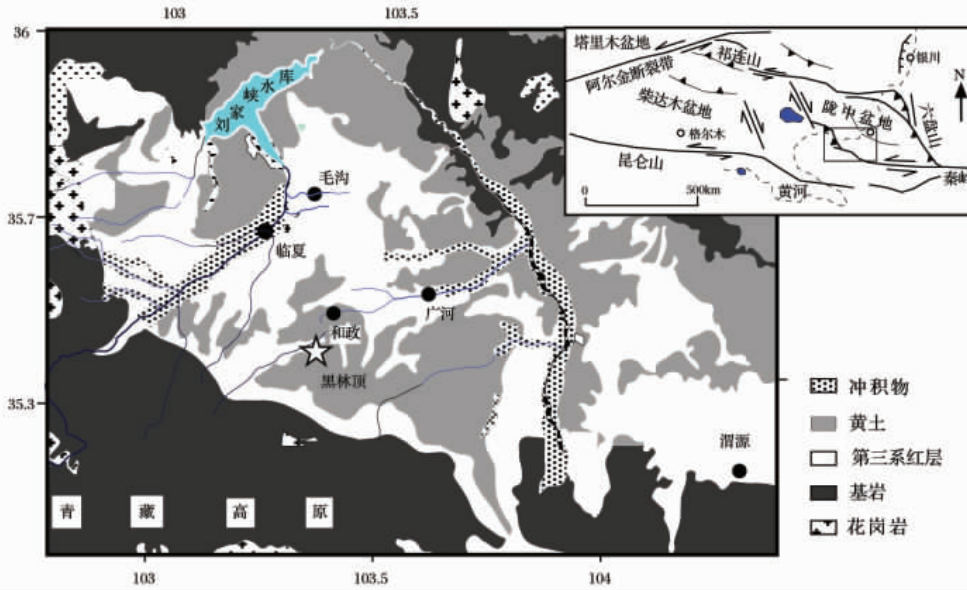 103 103.5
36
35.7
35.3
103 103.5 104
刘家峡水库
毛沟
临夏
广河
和政
黑林顶
渭源
青 藏 高 原
塔里木盆地
阿尔金断裂带
祁连山
柴达木盆地
格尔木
昆仑山
陇中盆地
银川
六盘山
黄河
秦岭
N
0 500km
冲积物
黄土
第三系红层
基岩
花岗岩